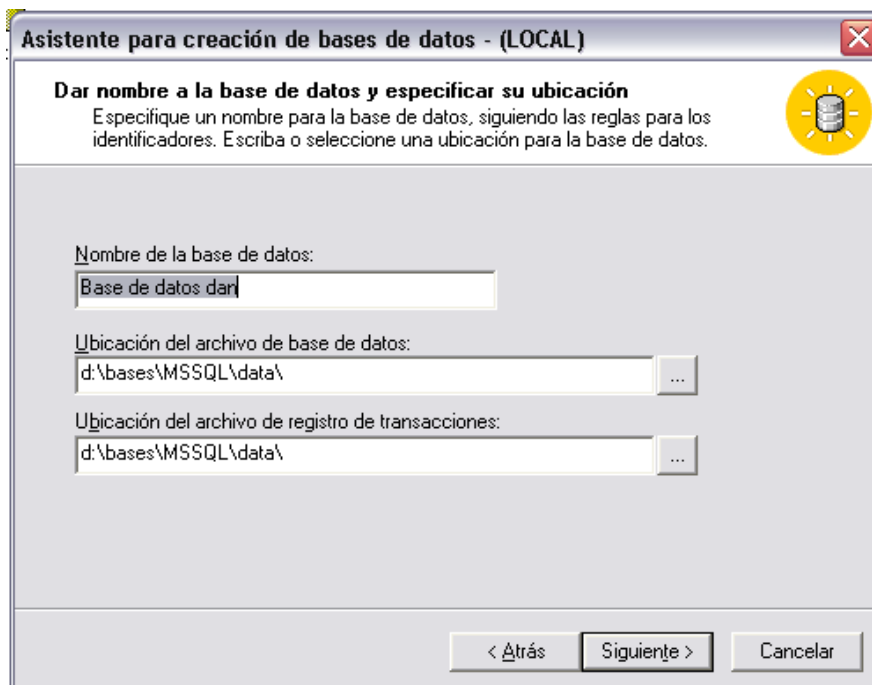 Asistente para creación de bases de datos - (LOCAL)
Dar nombre a la base de datos y especificar su ubicación
Especifique un nombre para la base de datos, siguiendo las reglas para los
identificadores. Escriba o seleccione una ubicación para la base de datos.
Nombre de la base de datos:
Base de datos dan
Ubicación del archivo de base de datos:
d:\bases\MSSQL\data\
...
Ubicación del archivo de registro de transacciones:
d:\bases\MSSQL\data\
...
< Atrás
Siguiente >
Cancelar